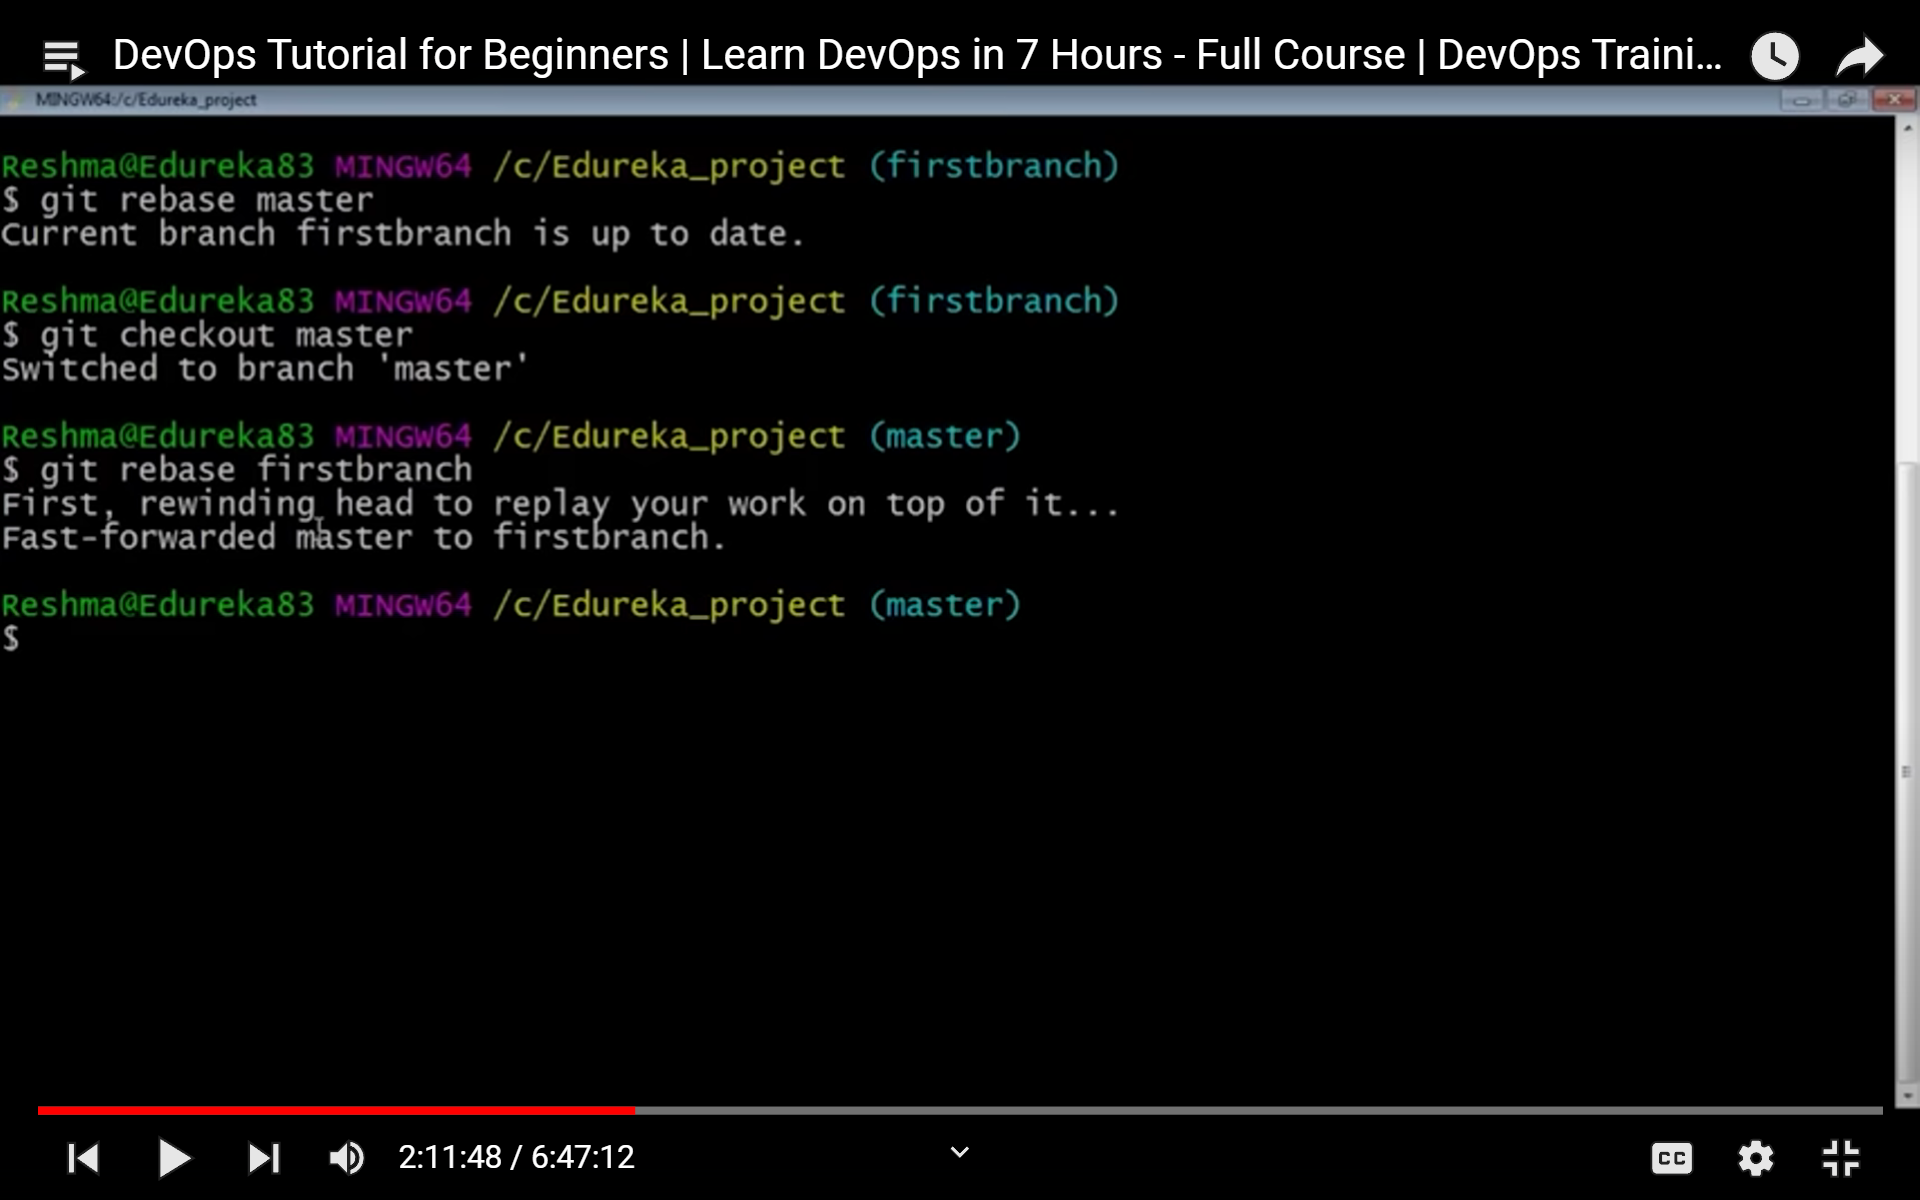 DevOps Tutorial for Beginners | Learn DevOps in 7 Hours - Full Course | DevOps Traini...
MINGW64:/c/Edureka_project
Reshma@Edureka83 MINGW64 /c/Edureka_project (firstbranch)
$ git rebase master
Current branch firstbranch is up to date.
Reshma@Edureka83 MINGW64 /c/Edureka_project (firstbranch)
$ git checkout master
Switched to branch 'master'
Reshma@Edureka83 MINGW64 /c/Edureka_project (master)
$ git rebase firstbranch
First, rewinding head to replay your work on top of it...
Fast-forwarded master to firstbranch.
Reshma@Edureka83 MINGW64 /c/Edureka_project (master)
$
2:11:48 / 6:47:12
CC